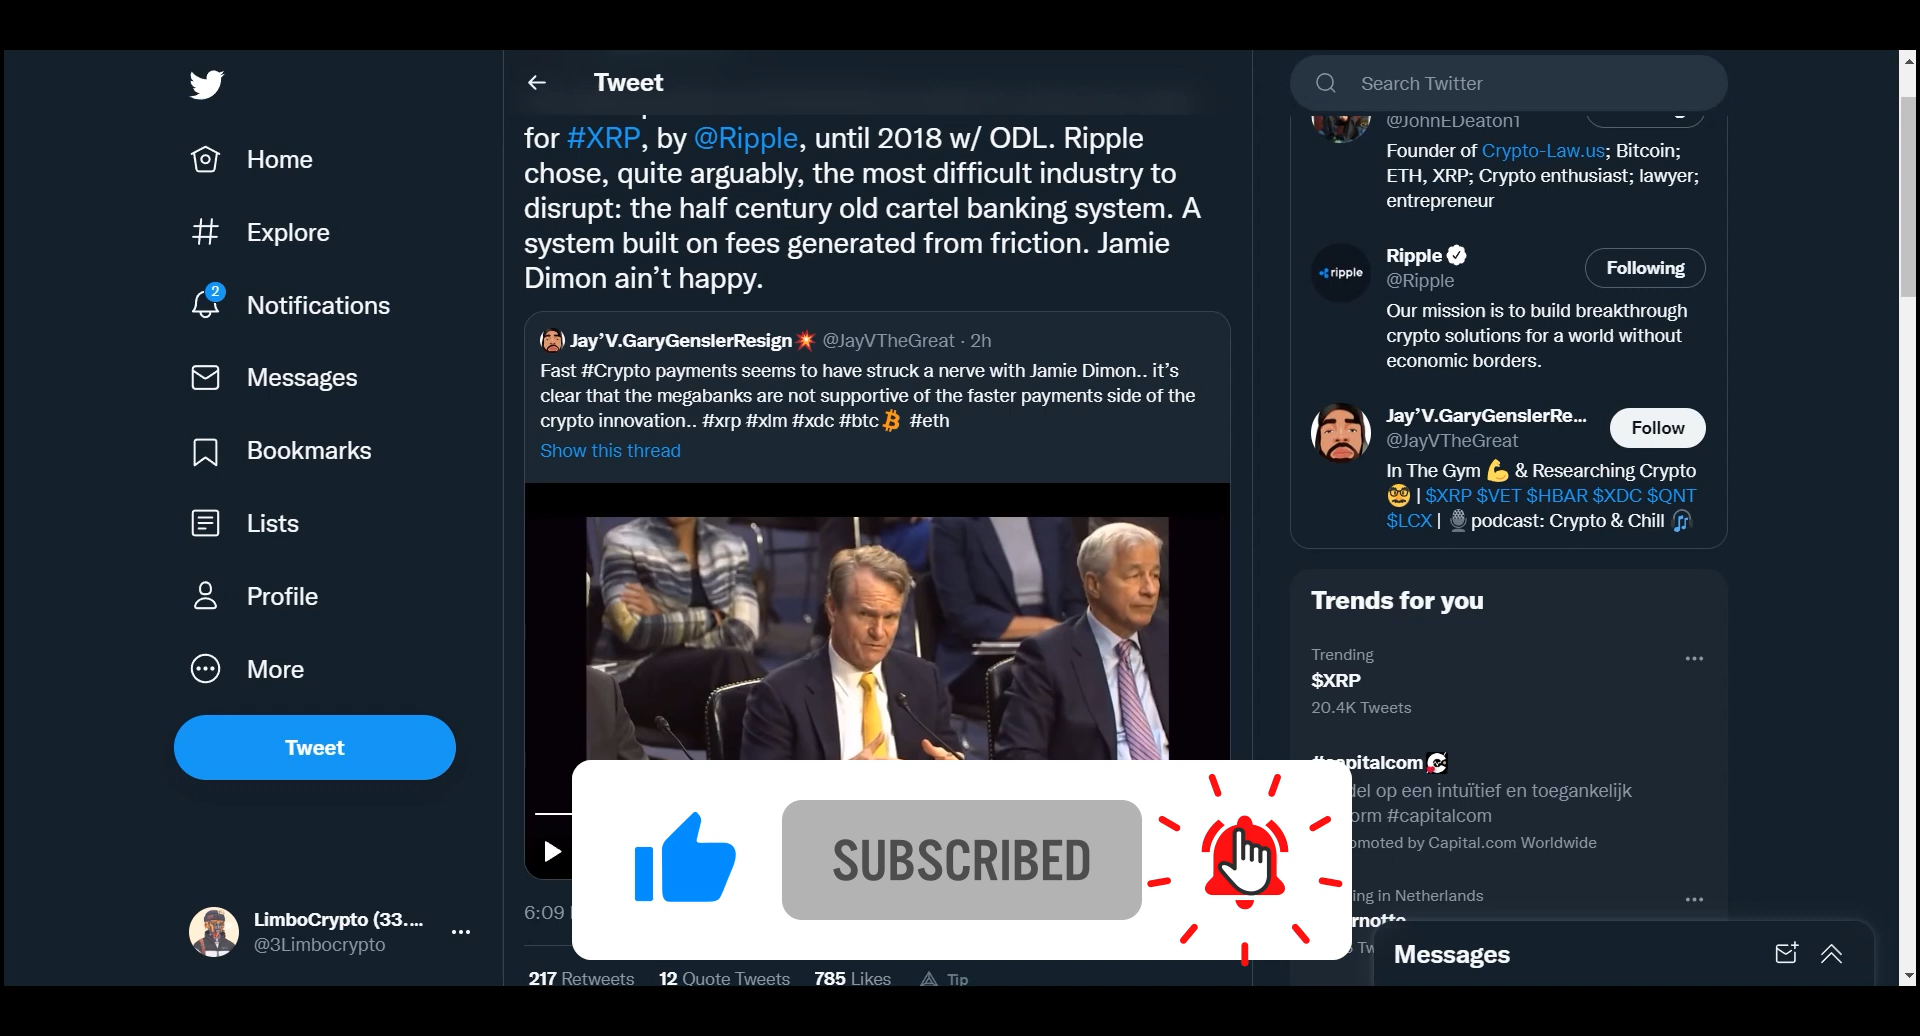 Home
Explore
2
Notifications
Messages
Bookmarks
Lists
Profile
More
Tweet
LimboCrypto (33....
@3Limbocrypto
Tweet
for #XRP, by @Ripple, until 2018 w/ ODL. Ripple
chose, quite arguably, the most difficult industry to
disrupt: the half century old cartel banking system. A
system built on fees generated from friction. Jamie
Dimon ain’t happy.
Jay’V.GaryGenslerResign💥 @JayVTheGreat · 2h
Fast #Crypto payments seems to have struck a nerve with Jamie Dimon.. it’s
clear that the megabanks are not supportive of the faster payments side of the
crypto innovation.. #xrp #xlm #xdc #btc #eth
Show this thread
SUBSCRIBED
6:09
217 Retweets 12 Quote Tweets 785 Likes Tip
Search Twitter
@JohnEDeaton1
Founder of Crypto-Law.us; Bitcoin;
ETH, XRP; Crypto enthusiast; lawyer;
entrepreneur
Ripple
@Ripple
Following
ripple
Our mission is to build breakthrough
crypto solutions for a world without
economic borders.
Jay’V.GaryGenslerRe...
@JayVTheGreat
Follow
In The Gym 💪 & Researching Crypto
🥸 | $XRP $VET $HBAR $XDC $QNT
$LCX | 🎙️podcast: Crypto & Chill 🎧
Trends for you
Trending
$XRP
20.4K Tweets
#capitalcom
del op een intuïtief en toegankelijk
orm #capitalcom
moted by Capital.com Worldwide
ing in Netherlands
Messages